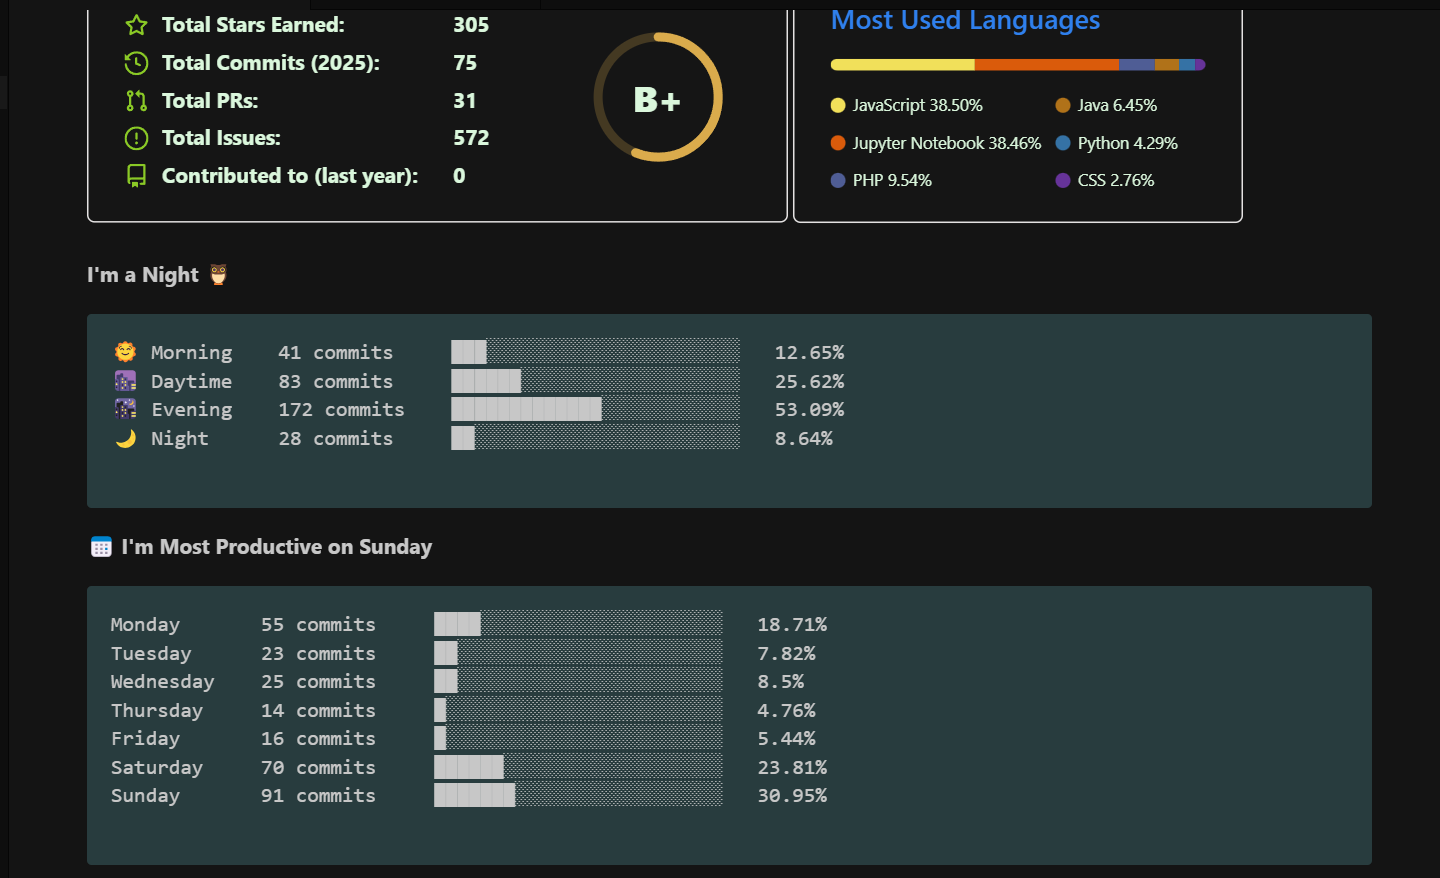 Most Used Languages
Total Stars Earned: 305
Total Commits (2025): 75
Total PRs: 31
Total Issues: 572
Contributed to (last year): 0
B+
JavaScript 38.50%
Jupyter Notebook 38.46%
PHP 9.54%
Java 6.45%
Python 4.29%
CSS 2.76%
I'm a Night 🦉
🌞 Morning 41 commits ███░░░░░░░░░░░░░░░░░░░░░░ 12.65%
🌆 Daytime 83 commits ██████░░░░░░░░░░░░░░░░░░░ 25.62%
🌃 Evening 172 commits █████████████░░░░░░░░░░░░ 53.09%
🌙 Night 28 commits ██░░░░░░░░░░░░░░░░░░░░░░░ 8.64%
📅 I'm Most Productive on Sunday
Monday 55 commits ████░░░░░░░░░░░░░░░░░░░░░ 18.71%
Tuesday 23 commits ██░░░░░░░░░░░░░░░░░░░░░░░ 7.82%
Wednesday 25 commits ██░░░░░░░░░░░░░░░░░░░░░░░ 8.5%
Thursday 14 commits █░░░░░░░░░░░░░░░░░░░░░░░░ 4.76%
Friday 16 commits █░░░░░░░░░░░░░░░░░░░░░░░░ 5.44%
Saturday 70 commits ██████░░░░░░░░░░░░░░░░░░░ 23.81%
Sunday 91 commits ███████░░░░░░░░░░░░░░░░░░ 30.95%